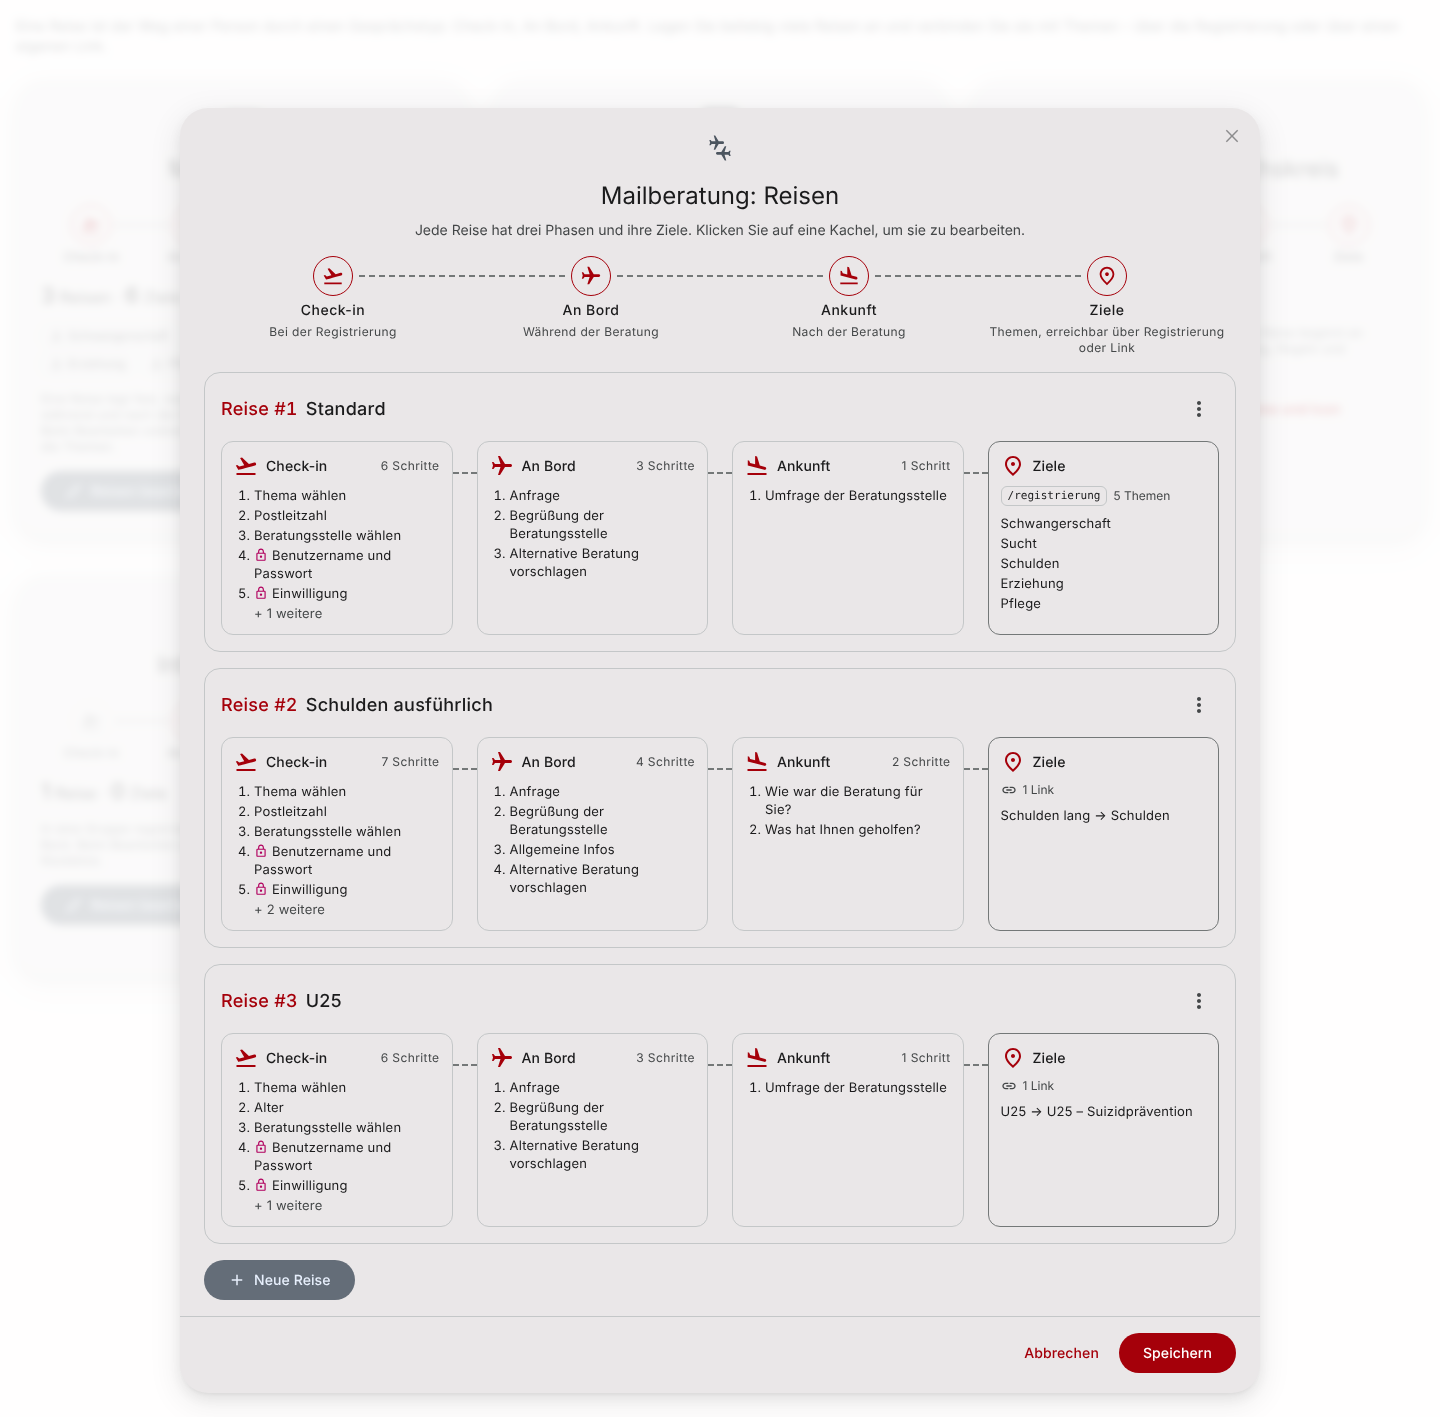 Mailberatung: Reisen
Jede Reise hat drei Phasen und ihre Ziele. Klicken Sie auf eine Kachel, um sie zu bearbeiten.
Check-in
Bei der Registrierung
An Bord
Während der Beratung
Ankunft
Nach der Beratung
Ziele
Themen, erreichbar über Registrierung
oder Link
Reise #1 Standard
Check-in 6 Schritte
1. Thema wählen
2. Postleitzahl
3. Beratungsstelle wählen
4. Benutzername und
Passwort
5. Einwilligung
+ 1 weitere
An Bord 3 Schritte
1. Anfrage
2. Begrüßung der
Beratungsstelle
3. Alternative Beratung
vorschlagen
Ankunft 1 Schritt
1. Umfrage der Beratungsstelle
Ziele
/registrierung 5 Themen
Schwangerschaft
Sucht
Schulden
Erziehung
Pflege
Reise #2 Schulden ausführlich
Check-in 7 Schritte
1. Thema wählen
2. Postleitzahl
3. Beratungsstelle wählen
4. Benutzername und
Passwort
5. Einwilligung
+ 2 weitere
An Bord 4 Schritte
1. Anfrage
2. Begrüßung der
Beratungsstelle
3. Allgemeine Infos
4. Alternative Beratung
vorschlagen
Ankunft 2 Schritte
1. Wie war die Beratung für
Sie?
2. Was hat Ihnen geholfen?
Ziele
1 Link
Schulden lang → Schulden
Reise #3 U25
Check-in 6 Schritte
1. Thema wählen
2. Alter
3. Beratungsstelle wählen
4. Benutzername und
Passwort
5. Einwilligung
+ 1 weitere
An Bord 3 Schritte
1. Anfrage
2. Begrüßung der
Beratungsstelle
3. Alternative Beratung
vorschlagen
Ankunft 1 Schritt
1. Umfrage der Beratungsstelle
Ziele
1 Link
U25 → U25 – Suizidprävention
+ Neue Reise
Abbrechen
Speichern